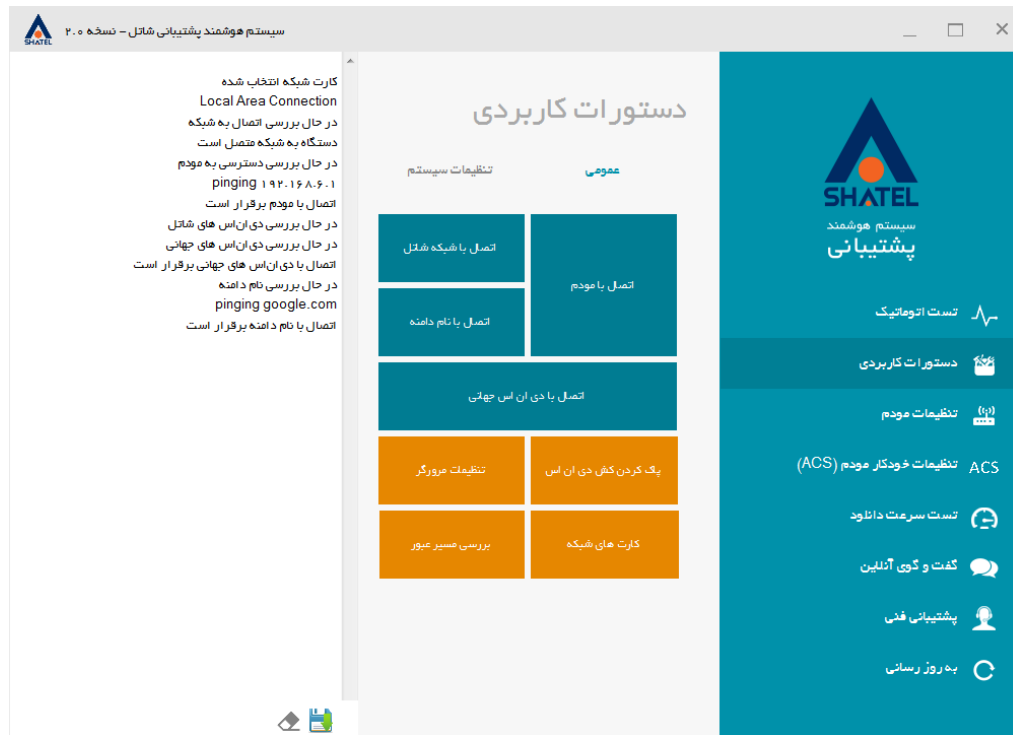 سیستم هوشمند پشتیبانی شاتل - نسخه ۲.۰
SHATEL
SHATEL
سیستم هوشمند
پشتیبانی
تست اتوماتیک
دستورات کاربردی
تنظیمات مودم
تنظیمات خودکار مودم (ACS)
ACS
تست سرعت دانلود
گفت و گوی آنلاین
پشتیبانی فنی
به روز رسانی
دستورات کاربردی
عمومی
تنظیمات سیستم
اتصال با مودم
اتصال با شبکه شاتل
اتصال با نام دامنه
اتصال با دی ان اس جهانی
پاک کردن کش دی ان اس
تنظیمات مرورگر
کارت های شبکه
بررسی مسیر عبور
کارت شبکه انتخاب شده
Local Area Connection
در حال بررسی اتصال به شبکه
دستگاه به شبکه متصل است
در حال بررسی دسترسی به مودم
pinging ۱۹۲.۱۶۸.۶.۱
اتصال با مودم برقرار است
در حال بررسی دی ان‌اس های شاتل
در حال بررسی دی ان‌اس های جهانی
اتصال با دی ان‌اس های جهانی برقرار است
در حال بررسی نام دامنه
pinging google.com
اتصال با نام دامنه برقرار است